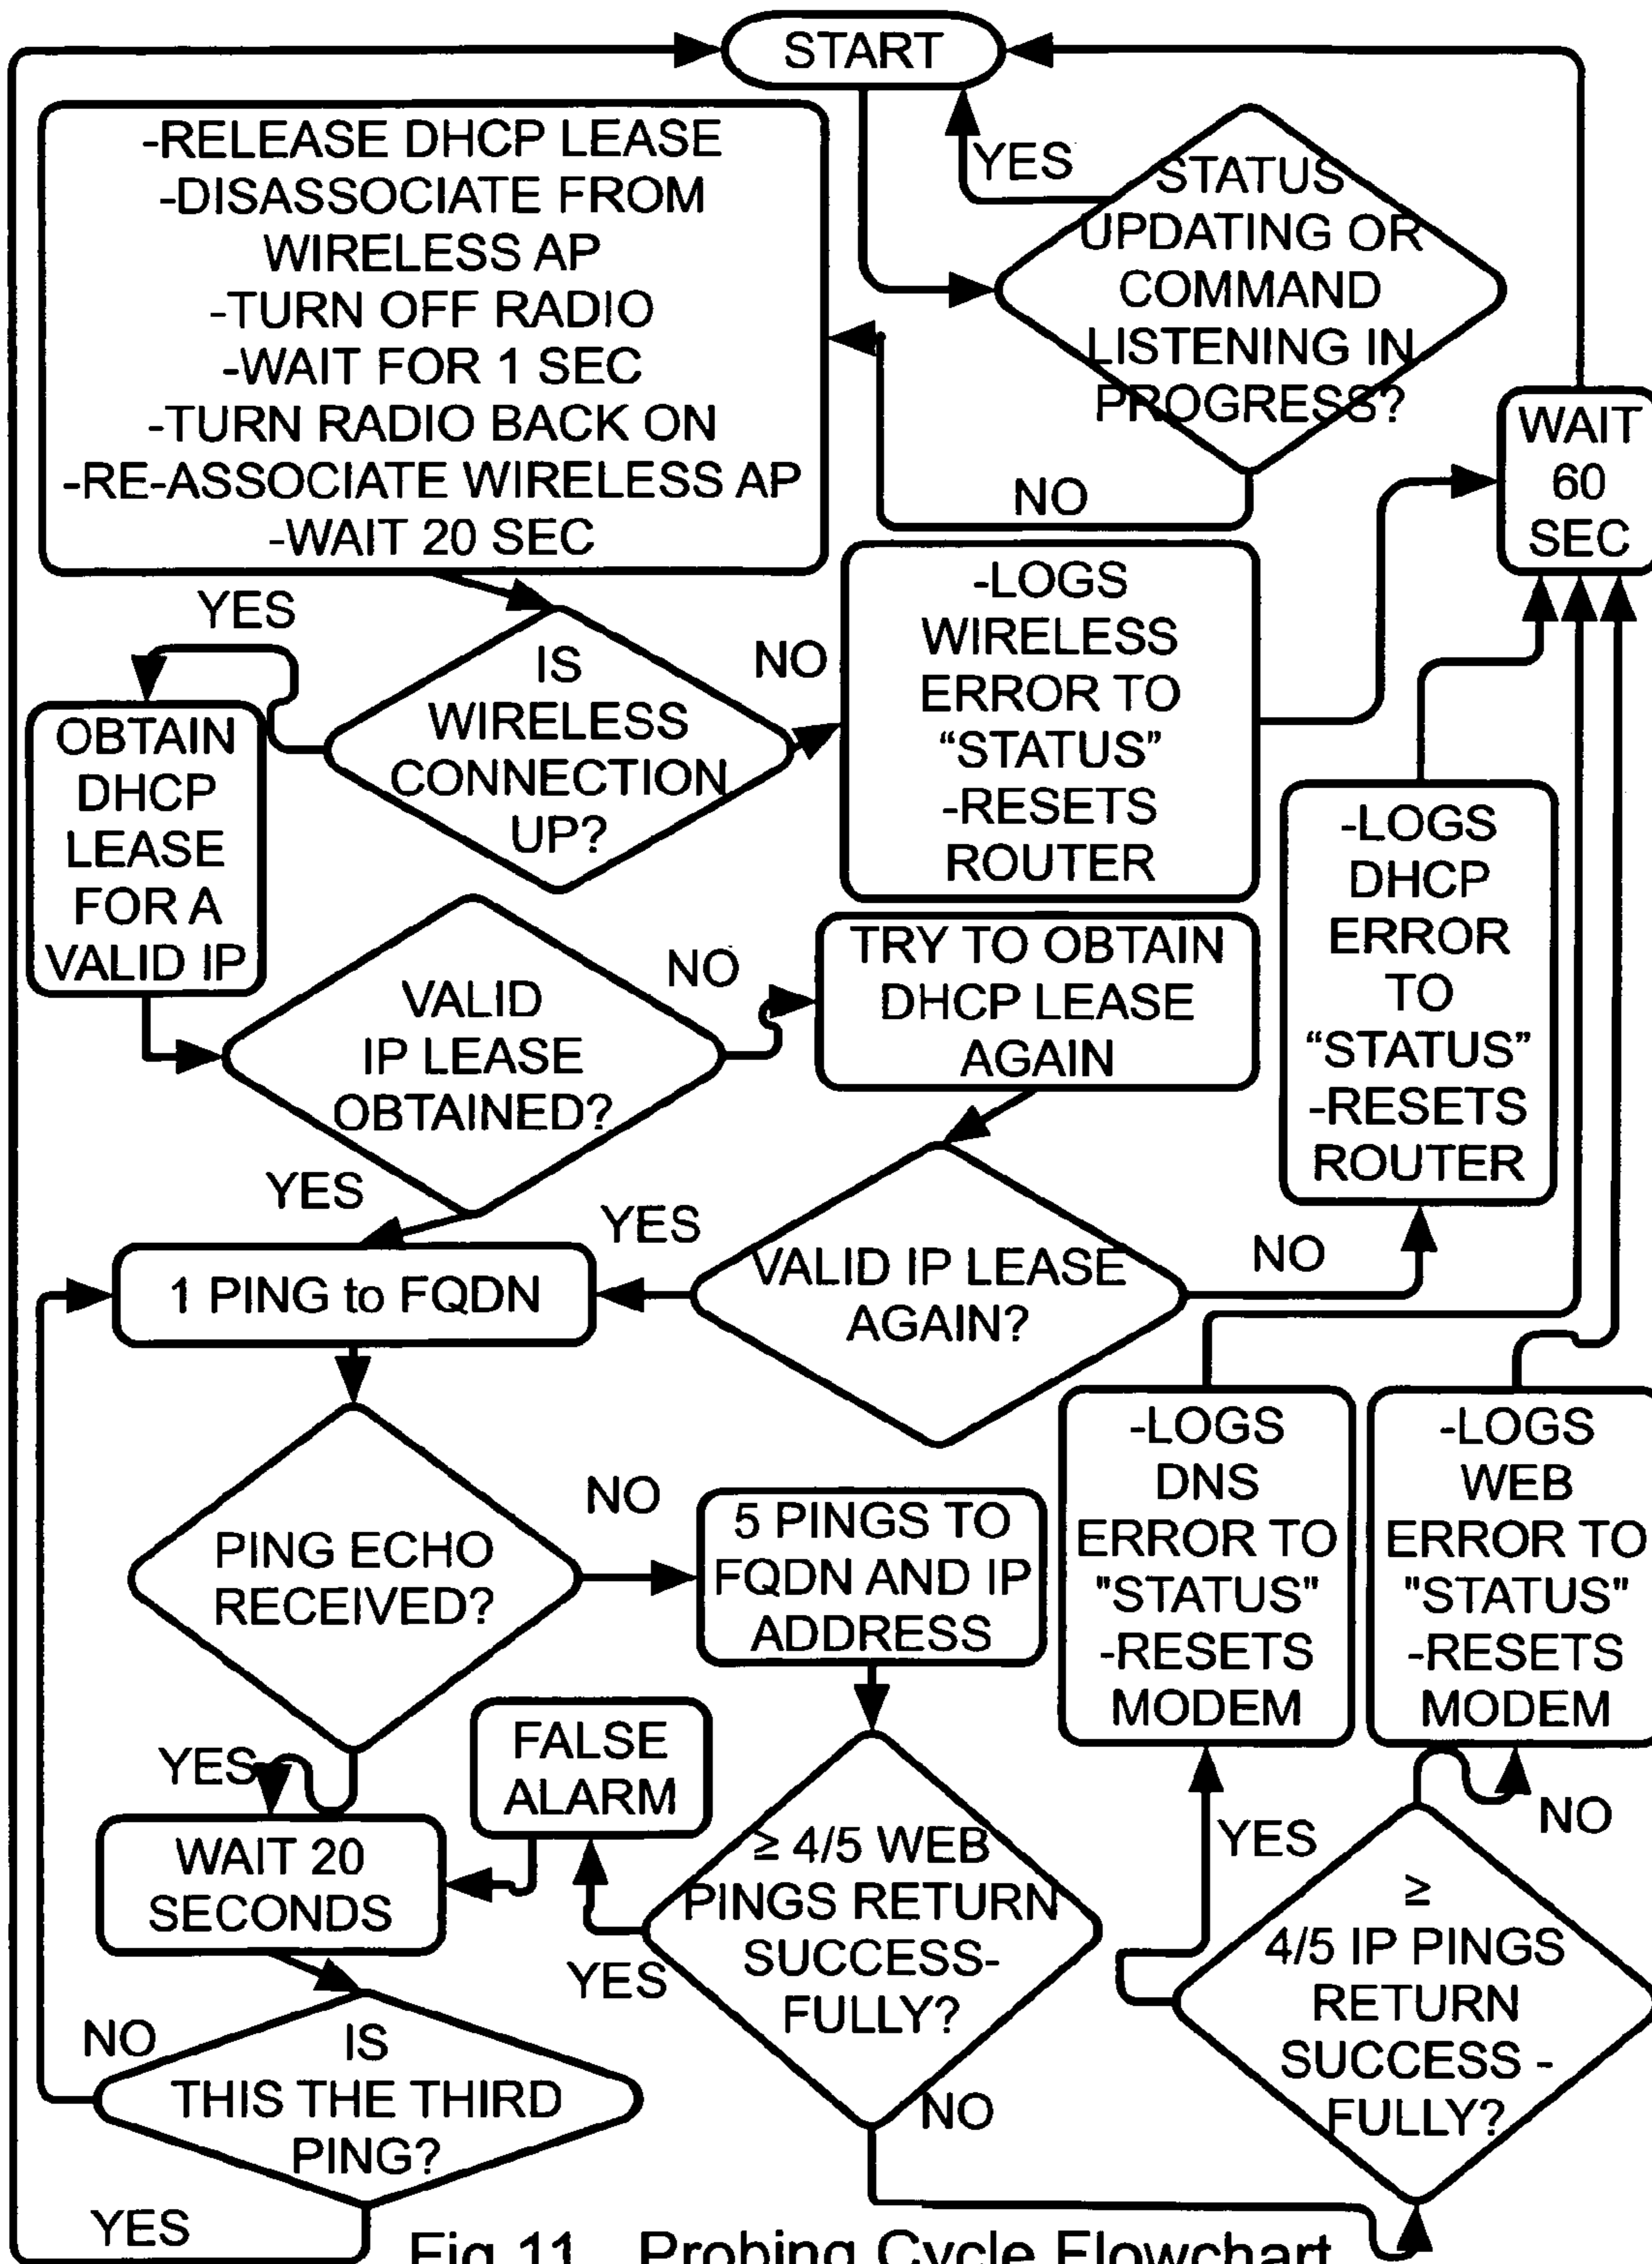 START
-RELEASE DHCP LEASE
-DISASSOCIATE FROM
WIRELESS AP
-TURN OFF RADIO
-WAIT FOR 1 SEC
-TURN RADIO BACK ON
-RE-ASSOCIATE WIRELESS AP
-WAIT 20 SEC
YES
STATUS
UPDATING OR
COMMAND
LISTENING IN
PROGRESS?
NO
WAIT
60
SEC
YES
IS
WIRELESS
CONNECTION
UP?
NO
-LOGS
WIRELESS
ERROR TO
“STATUS”
-RESETS
ROUTER
OBTAIN
DHCP
LEASE
FOR A
VALID IP
-LOGS
DHCP
ERROR
TO
“STATUS”
-RESETS
ROUTER
VALID
IP LEASE
OBTAINED?
NO
TRY TO OBTAIN
DHCP LEASE
AGAIN
YES
YES
VALID IP LEASE
AGAIN?
NO
1 PING to FQDN
PING ECHO
RECEIVED?
NO
5 PINGS TO
FQDN AND IP
ADDRESS
-LOGS
DNS
ERROR TO
"STATUS"
-RESETS
MODEM
-LOGS
WEB
ERROR TO
"STATUS"
-RESETS
MODEM
YES
FALSE
ALARM
WAIT 20
SECONDS
≥ 4/5 WEB
PINGS RETURN
SUCCESS-
FULLY?
YES
NO
YES
NO
≥
4/5 IP PINGS
RETURN
SUCCESS -
FULLY?
NO
IS
THIS THE THIRD
PING?
YES
Fig 11. Probing Cycle Flowchart